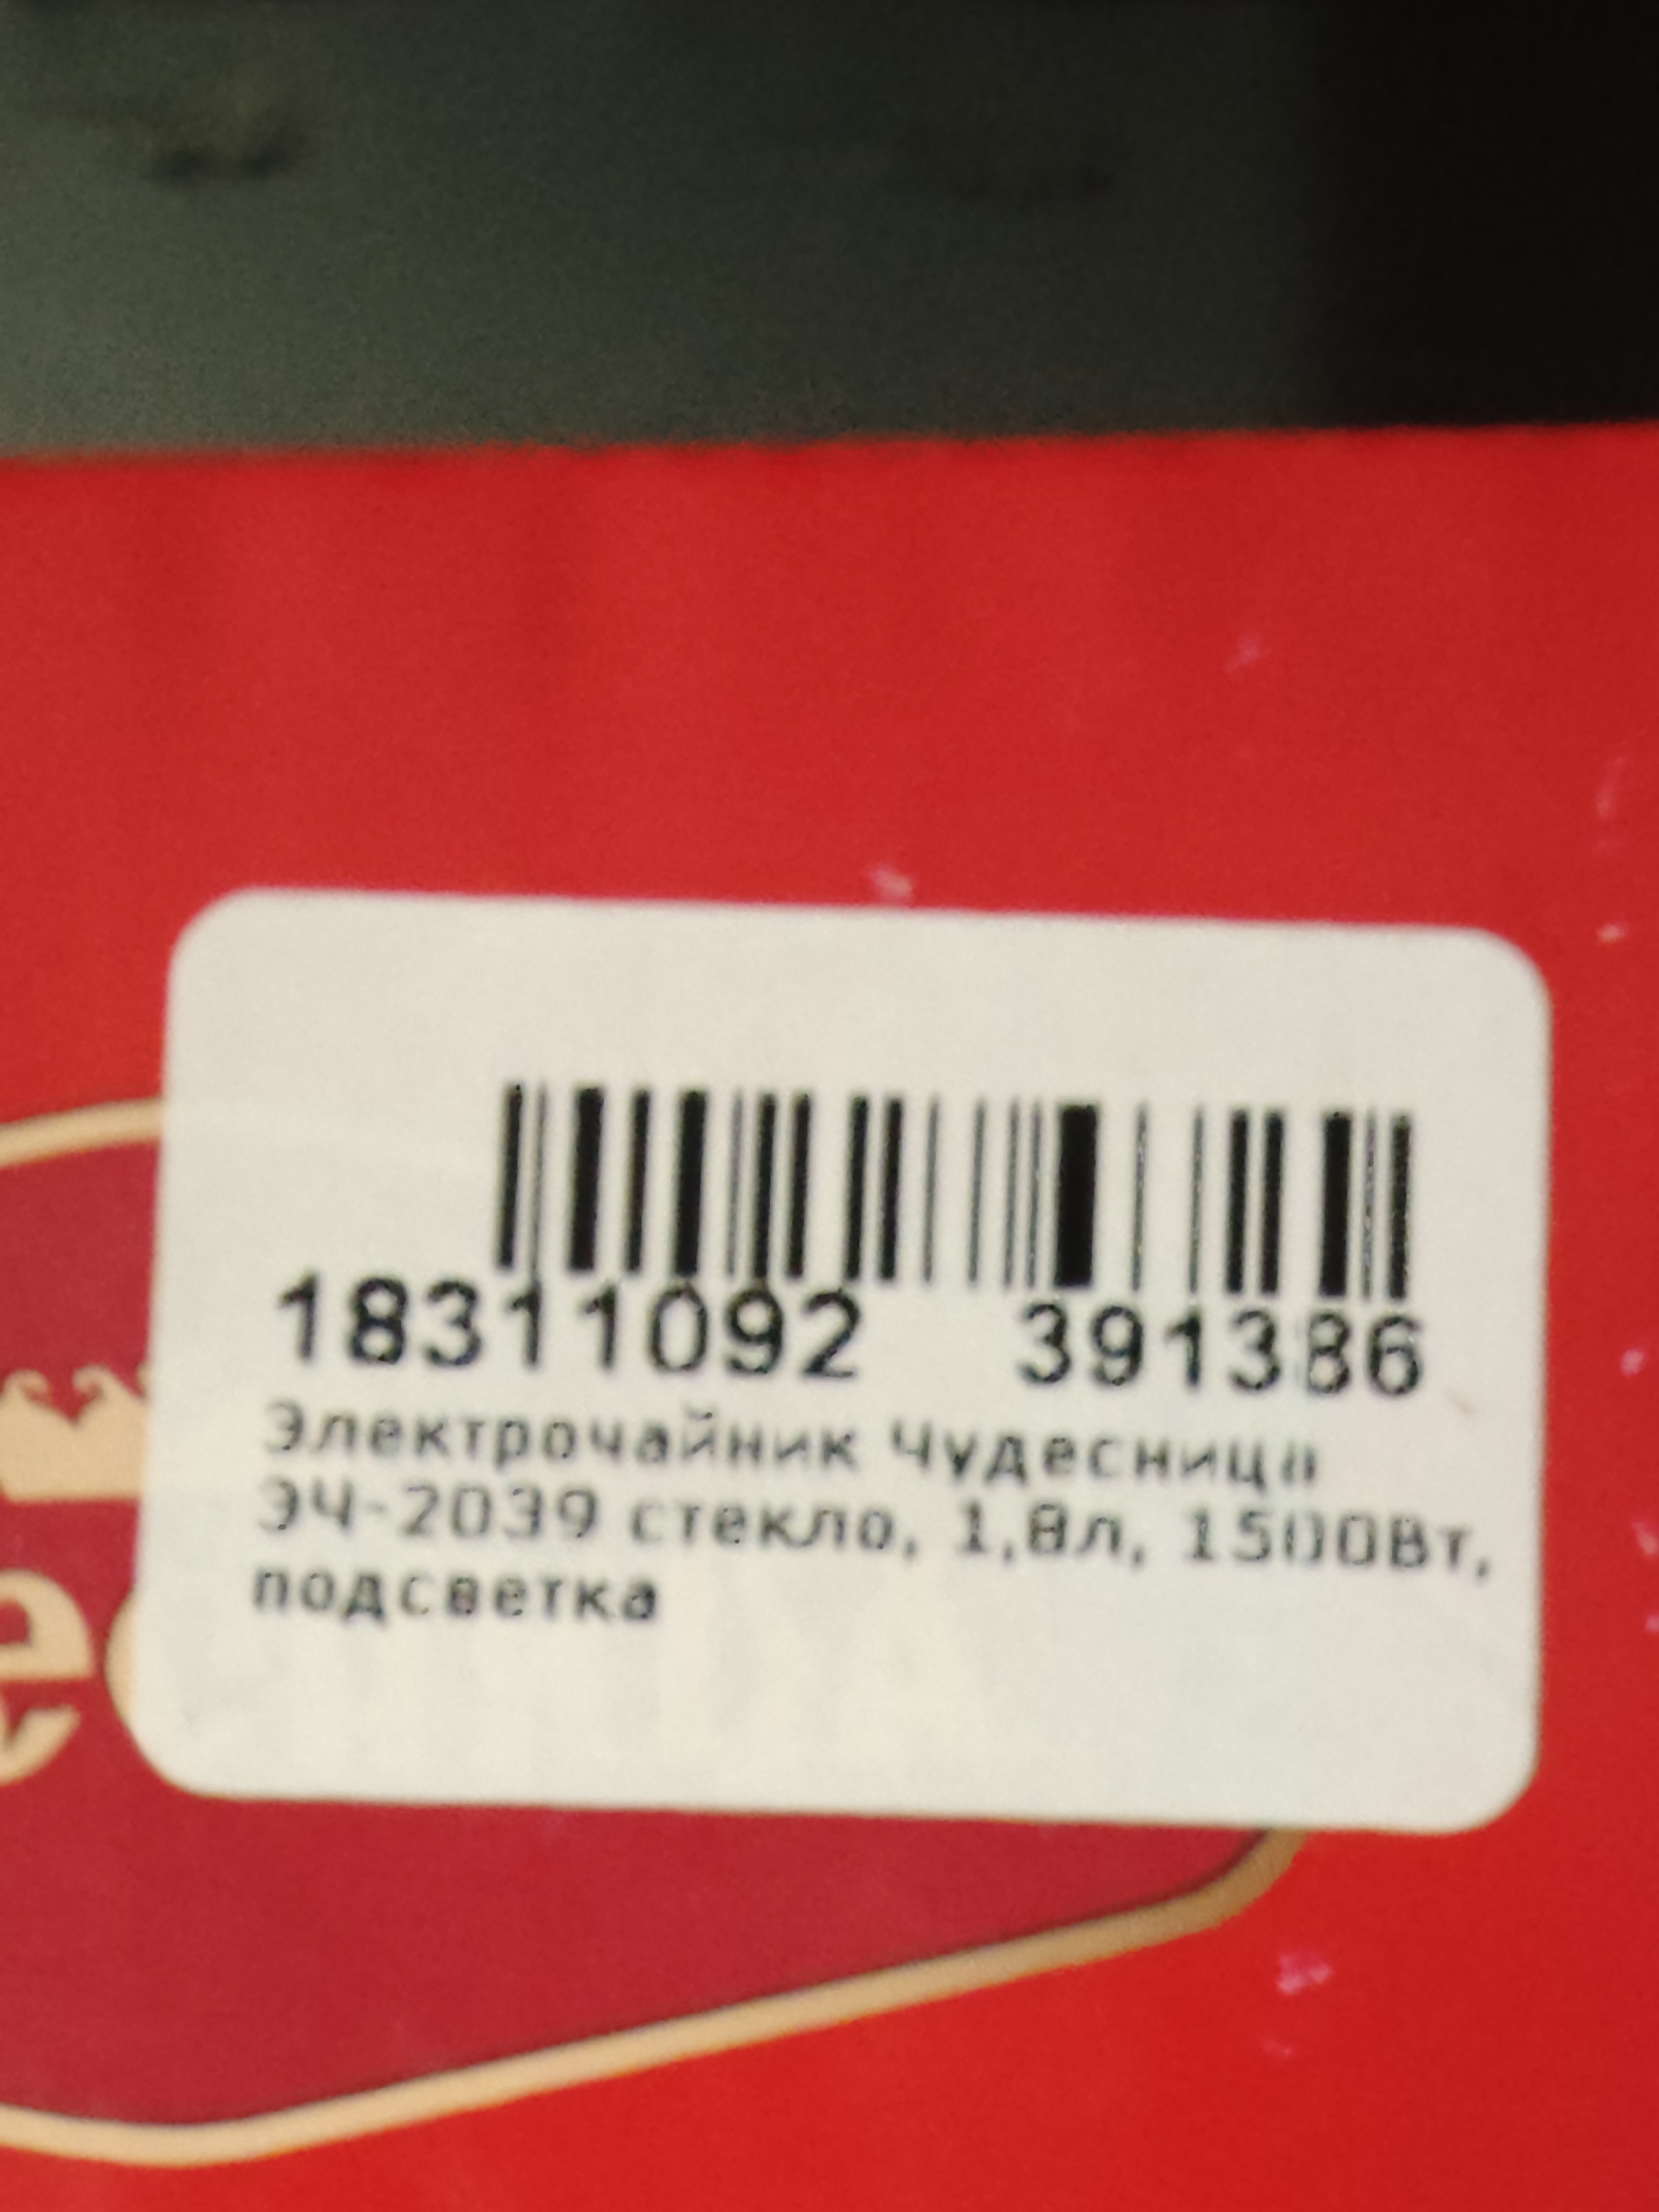 18311092 391386
Электрочайник Чудесница
ЭЧ-2039 стекло, 1,8л, 1500Вт,
подсветка